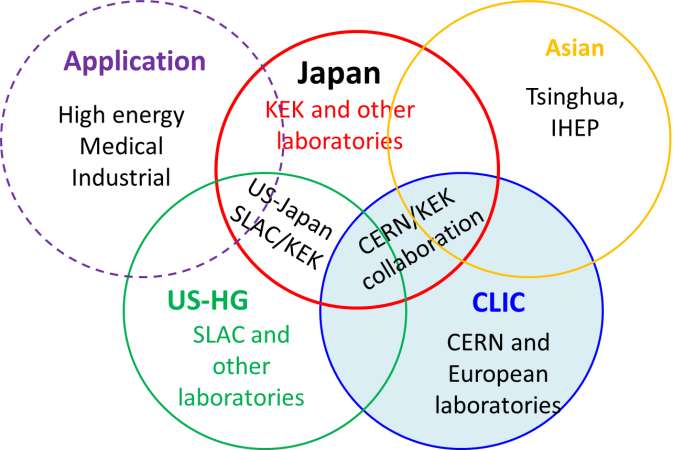 Application
High energy
Medical
Industrial
Japan
KEK and other
laboratories
Asian
Tsinghua,
IHEP
US-Japan
SLAC/KEK
CERN/KEK
collaboration
US-HG
SLAC and
other
laboratories
CLIC
CERN and
European
laboratories